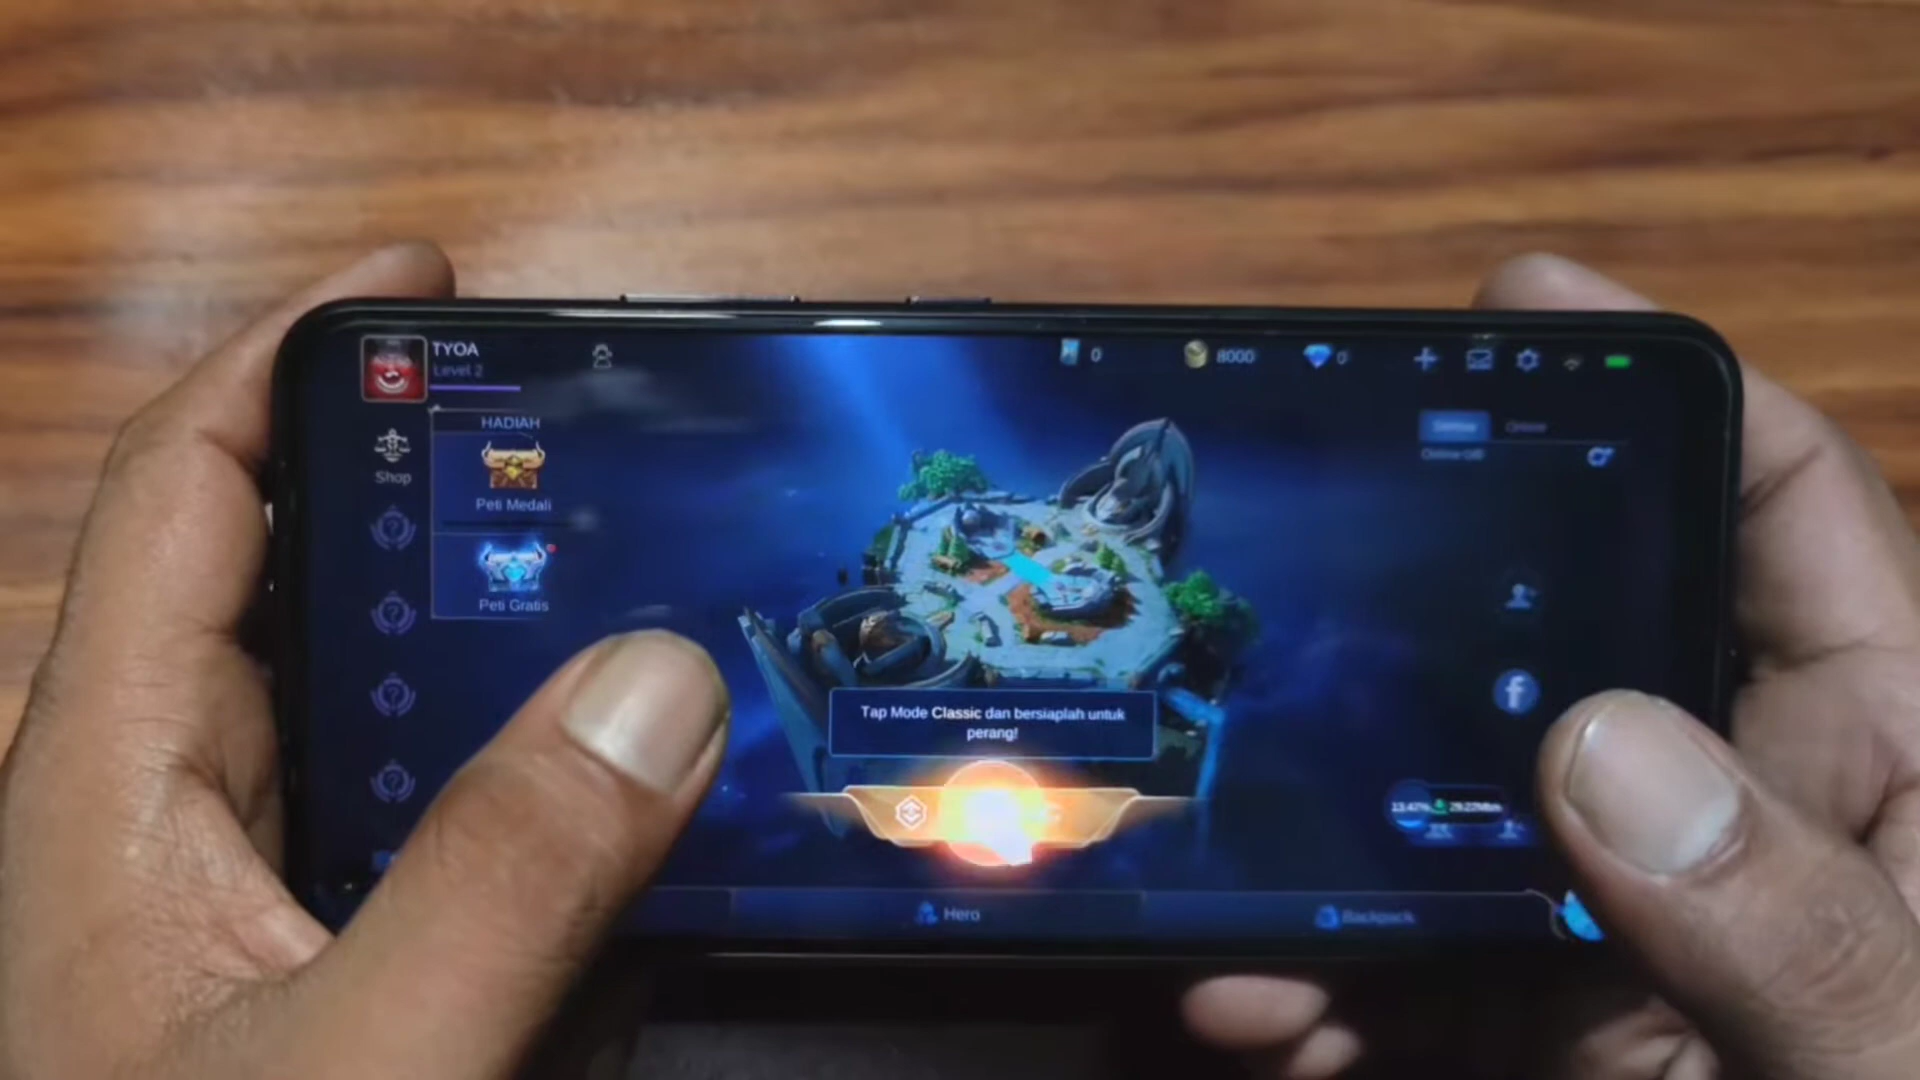 TYOA
Level 2
0
8000
0
HADIAH
Shop
Peti Medali
Peti Gratis
Tap Mode Classic dan bersiaplah untuk
perang!
Hero
Backpack